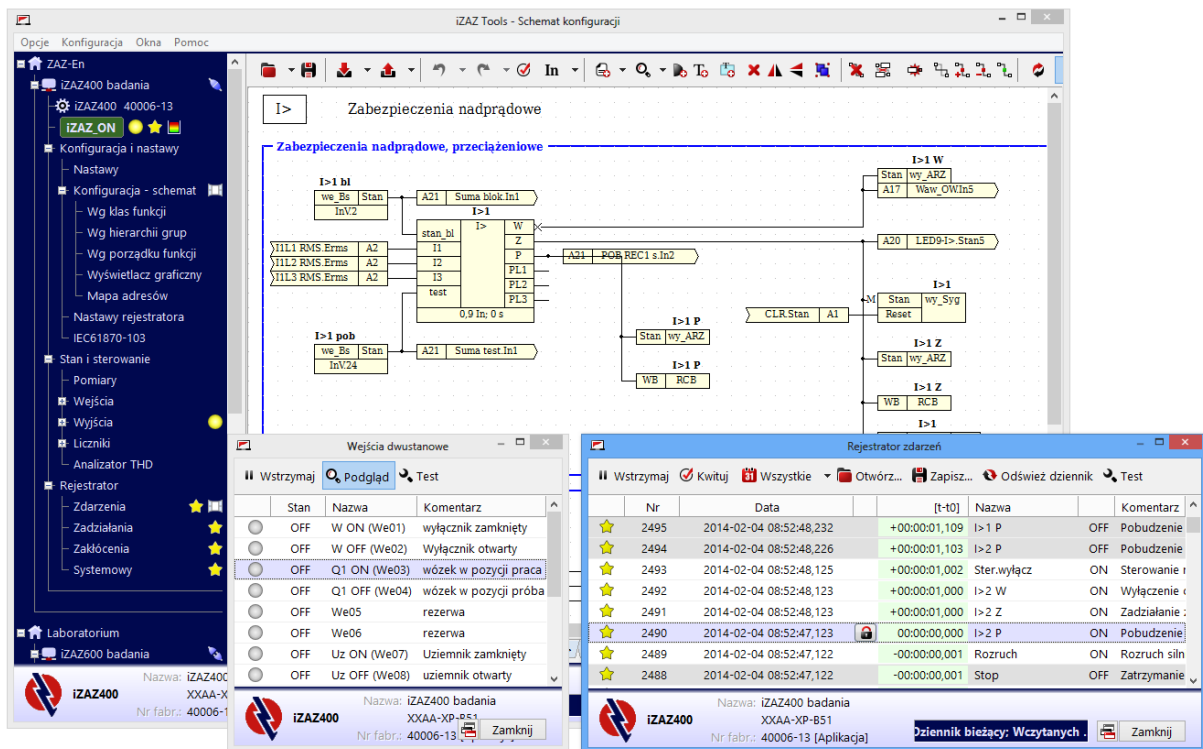 iZAZ Tools - Schemat konfiguracji
Opcje Konfiguracja Okna Pomoc
ZAZ-En
iZAZ400 badania
iZAZ400 40006-13
iZAZ_ON
Konfiguracja i nastawy
Nastawy
Konfiguracja - schemat
Wg klas funkcji
Wg hierarchii grup
Wg porządku funkcji
Wyświetlacz graficzny
Mapa adresów
Nastawy rejestratora
IEC61870-103
Stan i sterowanie
Pomiary
Wejścia
Wyjścia
Liczniki
Analizator THD
Rejestrator
Zdarzenia
Zadziałania
Zakłócenia
Systemowy
Laboratorium
iZAZ600 badania
Nazwa: iZAZ400
iZAZ400 XXAA-X
Nr fabr.: 40006-1
In
I> Zabezpieczenia nadprądowe
Zabezpieczenia nadprądowe, przeciążeniowe
I>1 bl
we_Bs Stan
InV.2
A21 Suma blok.In1
I>1
I>
stan_bl
I1
I2
I3
test
W
Z
P
PL1
PL2
PL3
0,9 In; 0 s
I1L1 RMS.Erms A2
I1L2 RMS.Erms A2
I1L3 RMS.Erms A2
I>1 pob
we_Bs Stan
InV.24
A21 Suma test.In1
A21 POB REC1 s.In2
I>1 P
Stan wy_ARZ
I>1 P
WB RCB
I>1 W
Stan wy_ARZ
A17 Waw_OW.In5
A20 LED9-I>.Stan5
I>1
M Stan wy_Syg
Reset
CLR.Stan A1
I>1 Z
Stan wy_ARZ
I>1 Z
WB RCB
I>1
Wejścia dwustanowe
Wstrzymaj Podgląd Test
Stan Nazwa Komentarz
OFF W ON (We01) wyłącznik zamknięty
OFF W OFF (We02) Wyłącznik otwarty
OFF Q1 ON (We03) wózek w pozycji praca
OFF Q1 OFF (We04) wózek w pozycji próba
OFF We05 rezerwa
OFF We06 rezerwa
OFF Uz ON (We07) Uziemnik zamknięty
OFF Uz OFF (We08) uziemnik otwarty
Nazwa: iZAZ400 badania
iZAZ400 XXAA-XP-B51
Nr fabr.: 40006-13 Zamknij
Rejestrator zdarzeń
Wstrzymaj Kwituj Wszystkie Otwórz... Zapisz... Odśwież dziennik Test
Nr Data [t-t0] Nazwa Komentarz
2495 2014-02-04 08:52:48,232 +00:00:01,109 I>1 P OFF Pobudzenie
2494 2014-02-04 08:52:48,226 +00:00:01,103 I>2 P OFF Pobudzenie
2493 2014-02-04 08:52:48,125 +00:00:01,002 Ster.wyłącz ON Sterowanie
2492 2014-02-04 08:52:48,123 +00:00:01,000 I>2 W ON Wyłączenie
2491 2014-02-04 08:52:48,123 +00:00:01,000 I>2 Z ON Zadziałanie
2490 2014-02-04 08:52:47,123 00:00:00,000 I>2 P ON Pobudzenie
2489 2014-02-04 08:52:47,122 -00:00:00,001 Rozruch ON Rozruch siln
2488 2014-02-04 08:52:47,122 -00:00:00,001 Stop OFF Zatrzymanie
Nazwa: iZAZ400 badania
iZAZ400 XXAA-XP-B51
Nr fabr.: 40006-13 [Aplikacja] Dziennik bieżący; Wczytanych . Zamknij